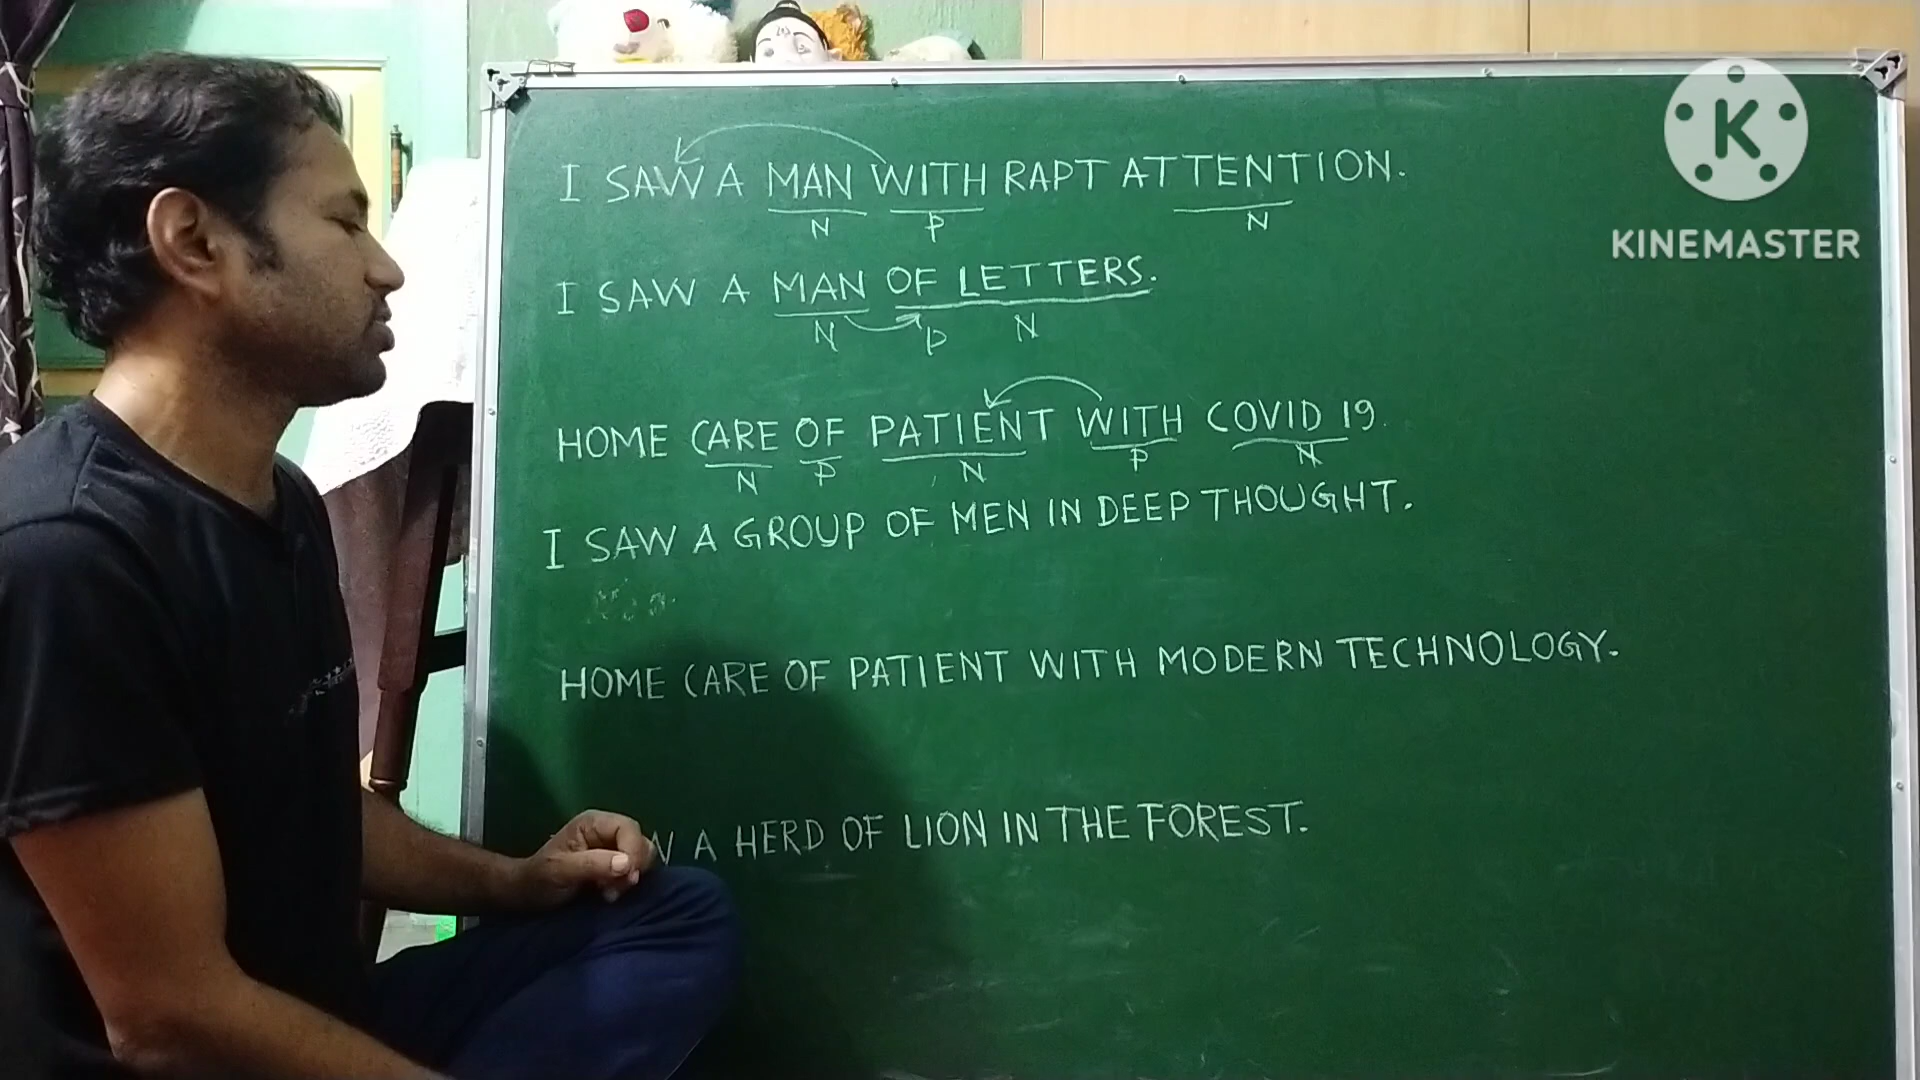 I SAW A MAN WITH RAPT ATTENTION.
N P N
I SAW A MAN OF LETTERS.
N P N
HOME CARE OF PATIENT WITH COVID 19.
N P N P N
I SAW A GROUP OF MEN IN DEEP THOUGHT.
HOME CARE OF PATIENT WITH MODERN TECHNOLOGY.
A HERD OF LION IN THE FOREST.
K
KINEMASTER